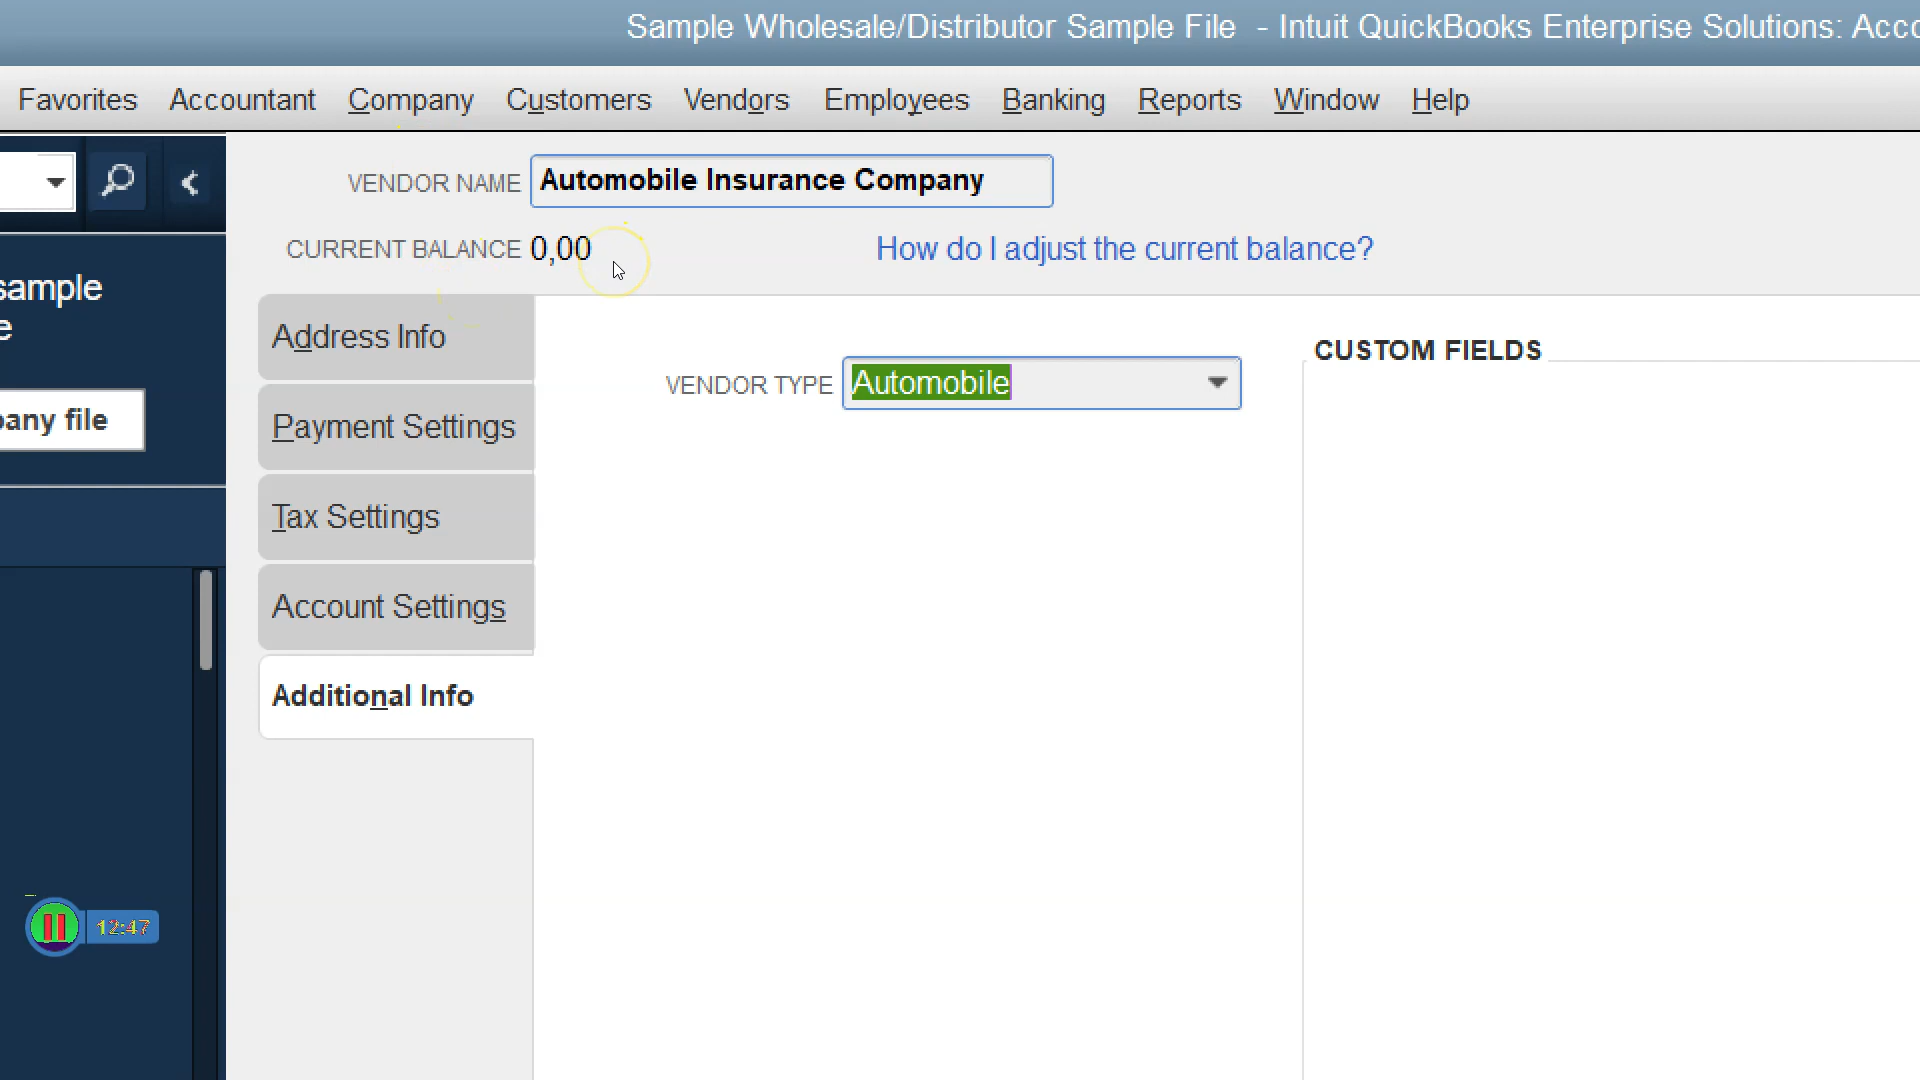 Sample Wholesale/Distributor Sample File - Intuit QuickBooks Enterprise Solutions: Acco
Favorites Accountant Company Customers Vendors Employees Banking Reports Window Help
VENDOR NAME Automobile Insurance Company
CURRENT BALANCE 0,00 How do I adjust the current balance?
sample
e
pany file
Address Info
Payment Settings
Tax Settings
Account Settings
Additional Info
VENDOR TYPE Automobile
CUSTOM FIELDS
12:47